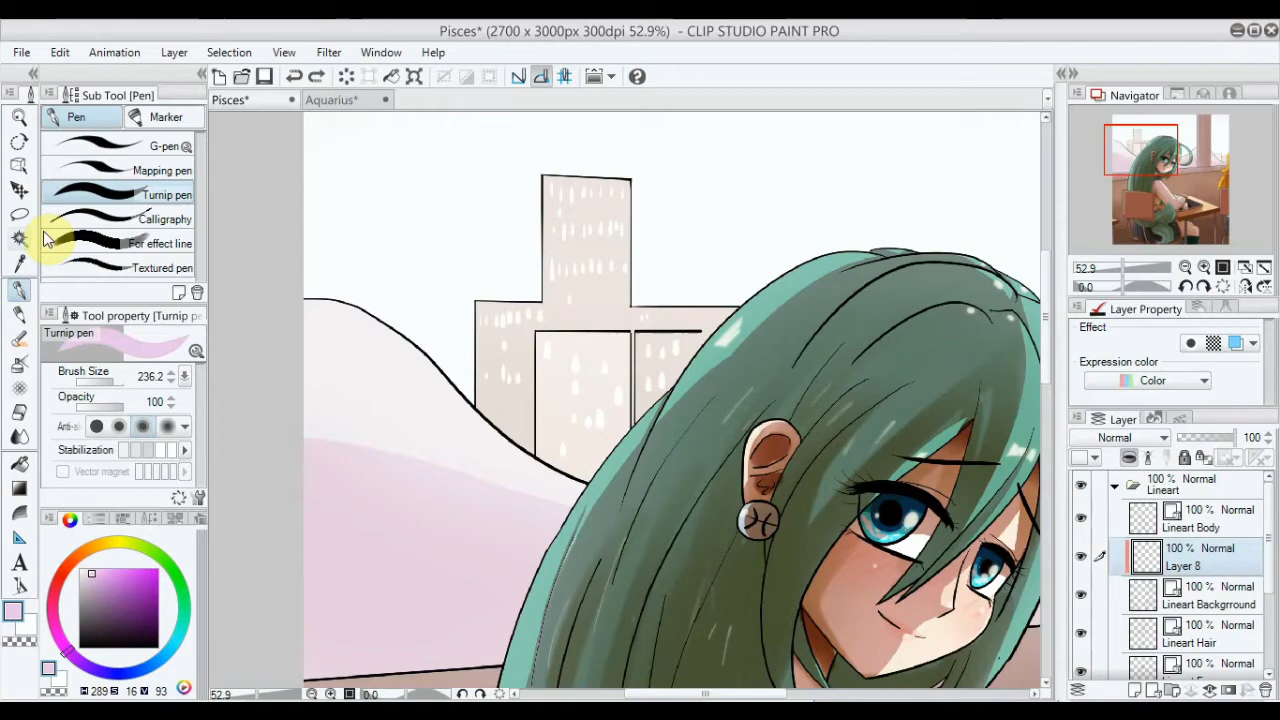 Pisces* (2700 x 3000px 300dpi 52.9%) - CLIP STUDIO PAINT PRO
File Edit Animation Layer Selection View Filter Window Help
Sub Tool [Pen]
Pen Marker
G-pen
Mapping pen
Turnip pen
Calligraphy
For effect line
Textured pen
Tool property [Turnip p
Turnip pen
Brush Size 236.2
Opacity 100
Anti-a
Stabilization
Vector magnet
H 289 S 16 V 93
Pisces* Aquarius*
52.9 0.0
Navigator
52.9
0.0
Layer Property
Effect
Expression color
Color
Layer
Normal 100
100 % Normal
Lineart
100 % Normal
Lineart Body
100 % Normal
Layer 8
100 % Normal
Lineart Background
100 % Normal
Lineart Hair
100 % Normal